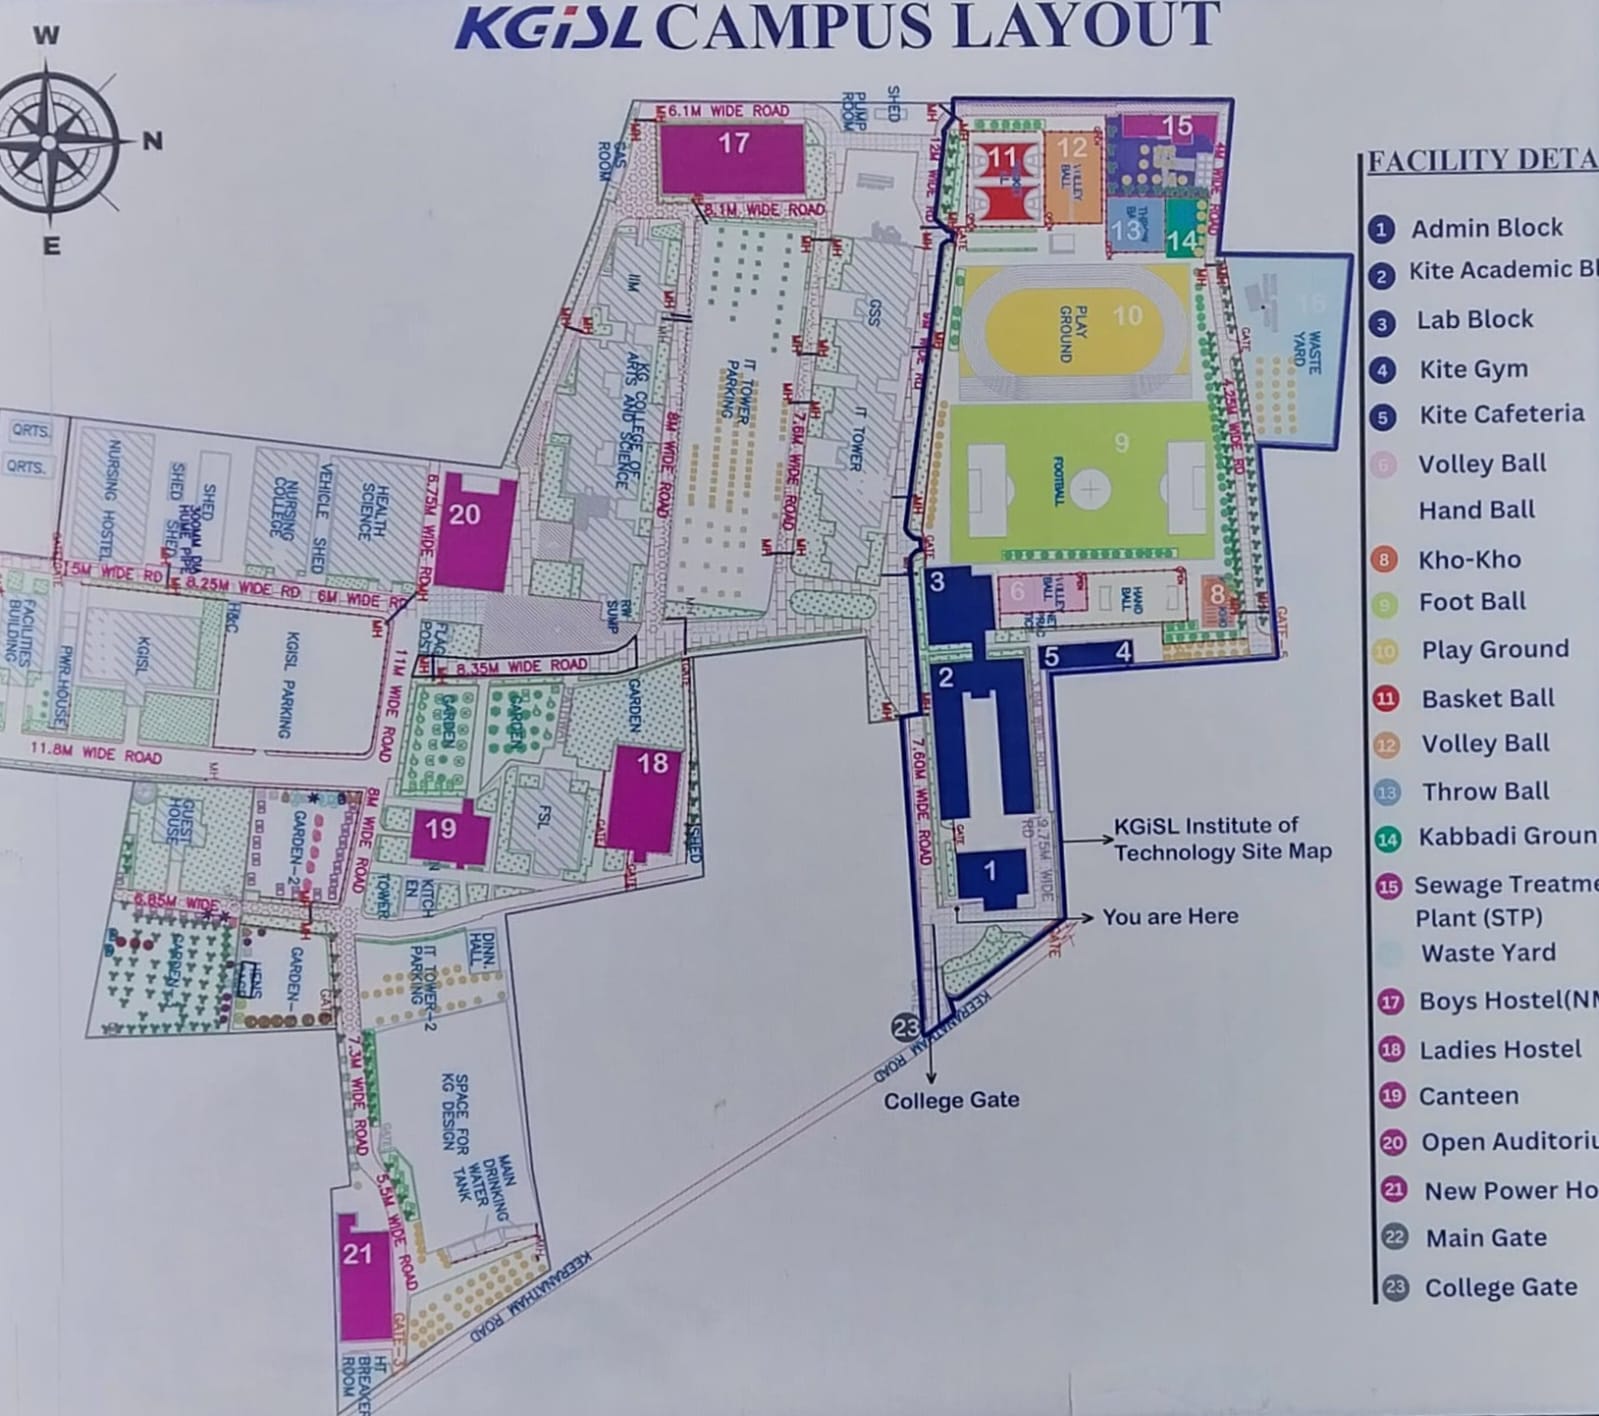 KGiSL CAMPUS LAYOUT
W
N
E
FACILITY DETA
1 Admin Block
2 Kite Academic Bl
3 Lab Block
4 Kite Gym
5 Kite Cafeteria
6 Volley Ball
Hand Ball
8 Kho-Kho
9 Foot Ball
10 Play Ground
11 Basket Ball
12 Volley Ball
13 Throw Ball
14 Kabbadi Groun
15 Sewage Treatme
Plant (STP)
Waste Yard
17 Boys Hostel(NM
18 Ladies Hostel
19 Canteen
20 Open Auditoriu
21 New Power Ho
22 Main Gate
23 College Gate
6.1M WIDE ROAD
17
8.1M WIDE ROAD
GAS
ROOM
PUMP
ROOM
SHED
MH
12M WIDE RD
11
12
VOLLEY
BALL
15
13
14
4M WIDE ROAD
IIM
GSS
PLAY
GROUND
10
16
WASTE
YARD
GATE
KG COLLEGE OF
ARTS AND SCIENCE
8M WIDE ROAD
IT TOWER
PARKING
7.6M WIDE ROAD
IT TOWER
9M WIDE RD
9
FOOTBALL
4.25M WIDE RD
QRTS.
QRTS.
NURSING HOSTEL
SHED
SHED
NURSING
COLLEGE
VEHICLE SHED
HEALTH
SCIENCE
6.75M WIDE ROAD
20
5M WIDE RD
8.25M WIDE RD
6M WIDE RD
FACILITIES
BUILDING
PWR.HOUSE
KGISL
H&C
KGISL PARKING
11M WIDE ROAD
FLAG
POST
RW
SUMP
8.35M WIDE ROAD
GATE
3
6
VOLLEY
BALL
HAND
BALL
8
GATE-5
5
4
2
11.8M WIDE ROAD
GARDEN
GARDEN
GARDEN
18
FSL
19
GATE
SHED
7.60M WIDE ROAD
1
GUEST
HOUSE
GARDEN-2
8M WIDE ROAD
TOWER
KITCH
EN
3.75M WIDE
RD
KGiSL Institute of
Technology Site Map
You are Here
6.85M WIDE
GARDEN
GARDEN-
GATE
IT TOWER-2
PARKING
DINN.
HALL
GATE
23
KEERANATHAM ROAD
College Gate
7.3M WIDE ROAD
SPACE FOR
KG DESIGN
MAIN
DRINKING
WATER
TANK
5.5M WIDE ROAD
21
GATE-3
KEERANATHAM ROAD
HT
BREAKER
ROOM